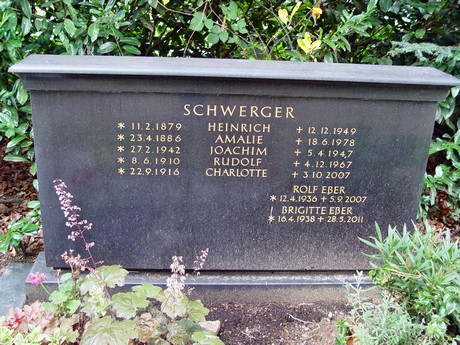 SCHWERGER
* 11.2.1879 HEINRICH + 12.12.1949
* 23.4.1886 AMALIE + 18.6.1978
* 27.2.1942 JOACHIM + 5.4.1947
* 8.6.1910 RUDOLF + 4.12.1967
* 22.9.1916 CHARLOTTE + 3.10.2007
ROLF EBER
* 12.4.1936 + 5.9.2007
BRIGITTE EBER
* 16.4.1938 + 28.5.2011